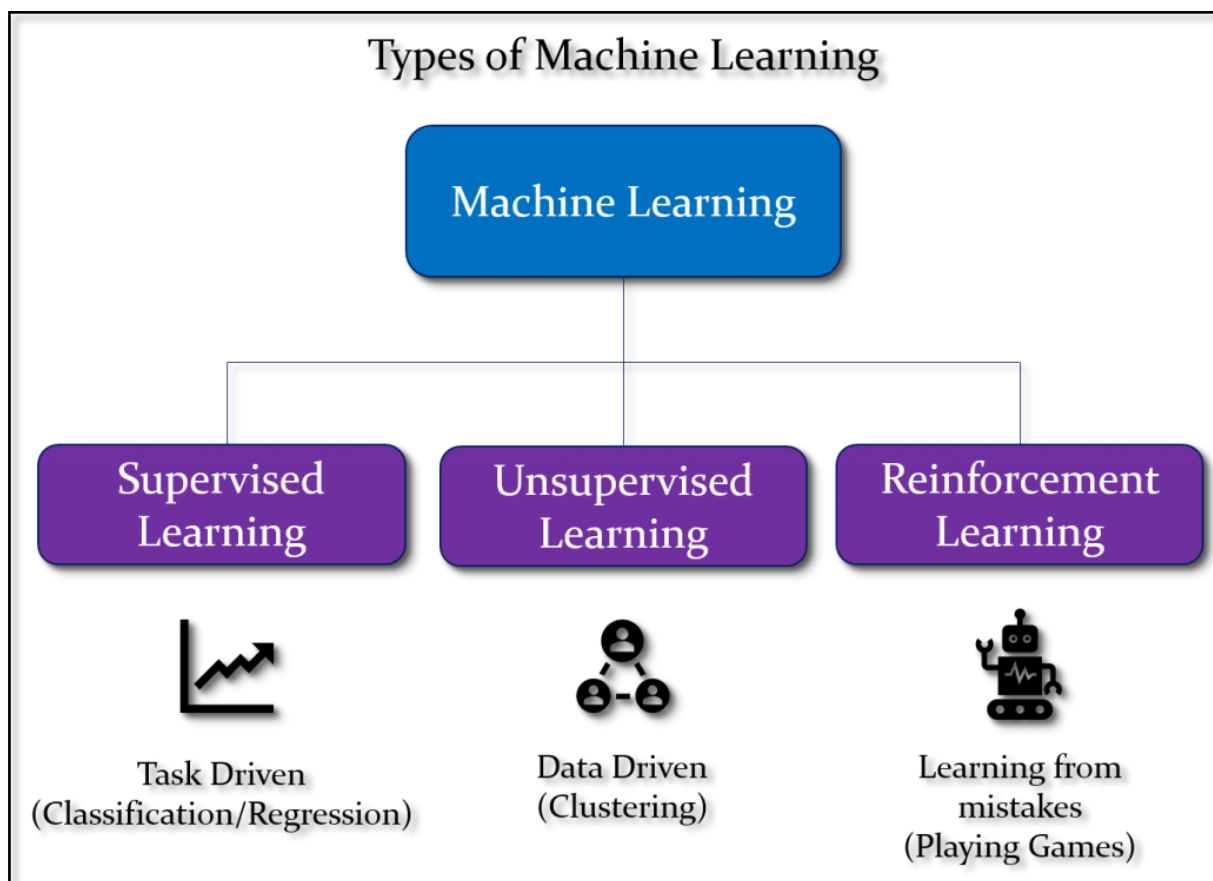 Types of Machine Learning
Machine Learning
Supervised
Learning
Unsupervised
Learning
Reinforcement
Learning
Task Driven
(Classification/Regression)
Data Driven
(Clustering)
Learning from
mistakes
(Playing Games)